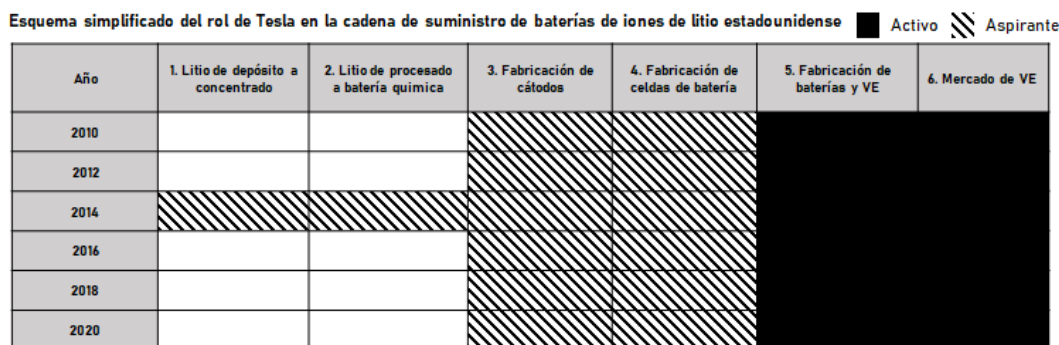 Esquema simplificado del rol de Tesla en la cadena de suministro de baterías de iones de litio estadounidense
Activo
Aspirante
Año
1. Litio de depósito a
concentrado
2. Litio de procesado
a batería quimica
3. Fabricación de
cátodos
4. Fabricación de
celdas de batería
5. Fabricación de
baterías y VE
6. Mercado de VE
2010
2012
2014
2016
2018
2020